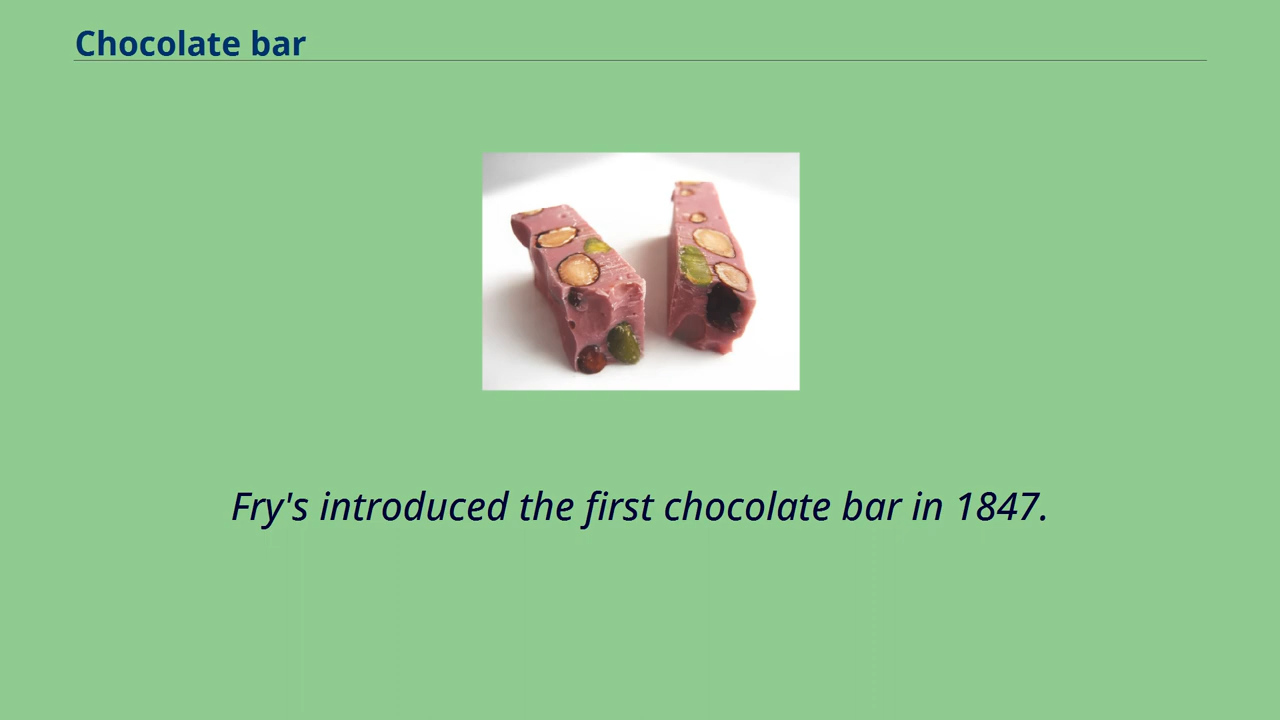 Chocolate bar
Fry's introduced the first chocolate bar in 1847.